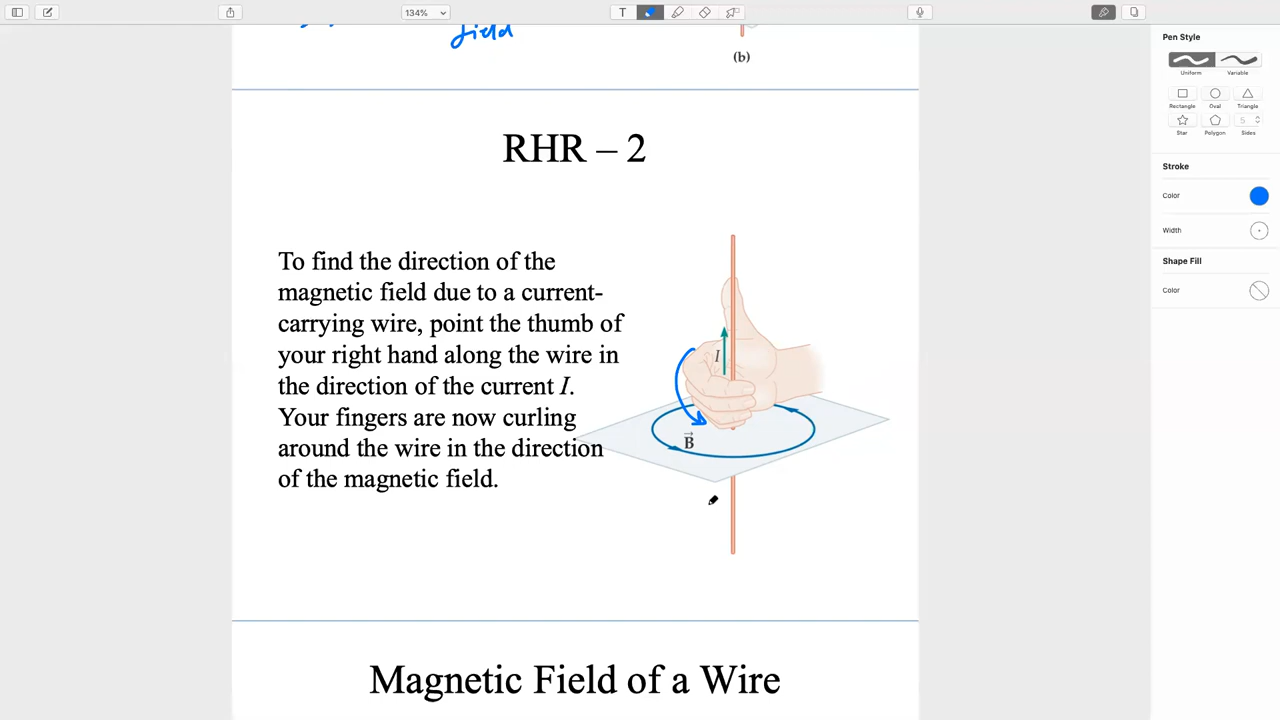 134%
T
Pen Style
Uniform
Variable
Rectangle
Oval
Triangle
Star
Polygon
5
Sides
Stroke
Color
Width
Shape Fill
Color
field
(b)
RHR – 2
To find the direction of the
magnetic field due to a current-
carrying wire, point the thumb of
your right hand along the wire in
the direction of the current I.
Your fingers are now curling
around the wire in the direction
of the magnetic field.
I
B
Magnetic Field of a Wire